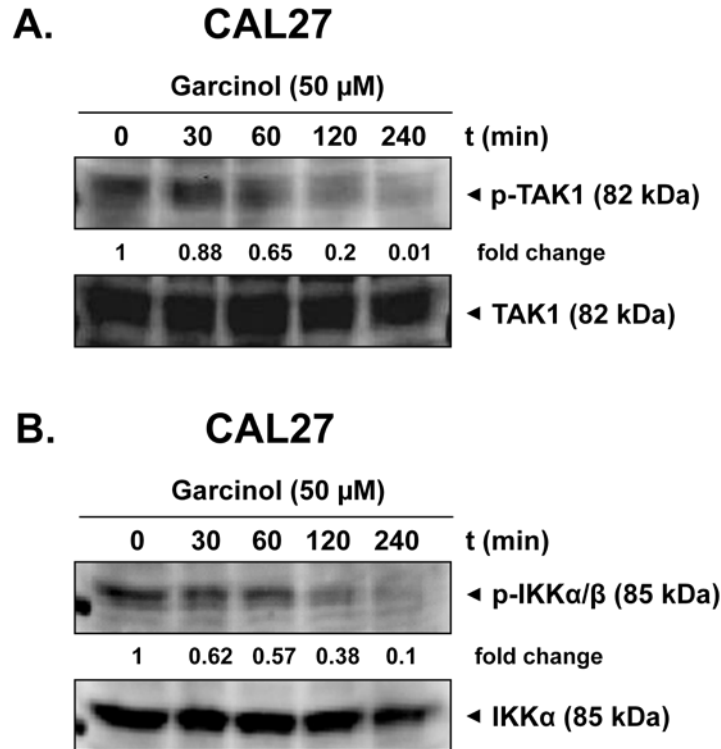 A. CAL27
Garcinol (50 µM)
0 30 60 120 240 t (min)
◄ p-TAK1 (82 kDa)
1 0.88 0.65 0.2 0.01 fold change
◄ TAK1 (82 kDa)
B. CAL27
Garcinol (50 µM)
0 30 60 120 240 t (min)
◄ p-IKKα/β (85 kDa)
1 0.62 0.57 0.38 0.1 fold change
◄ IKKα (85 kDa)